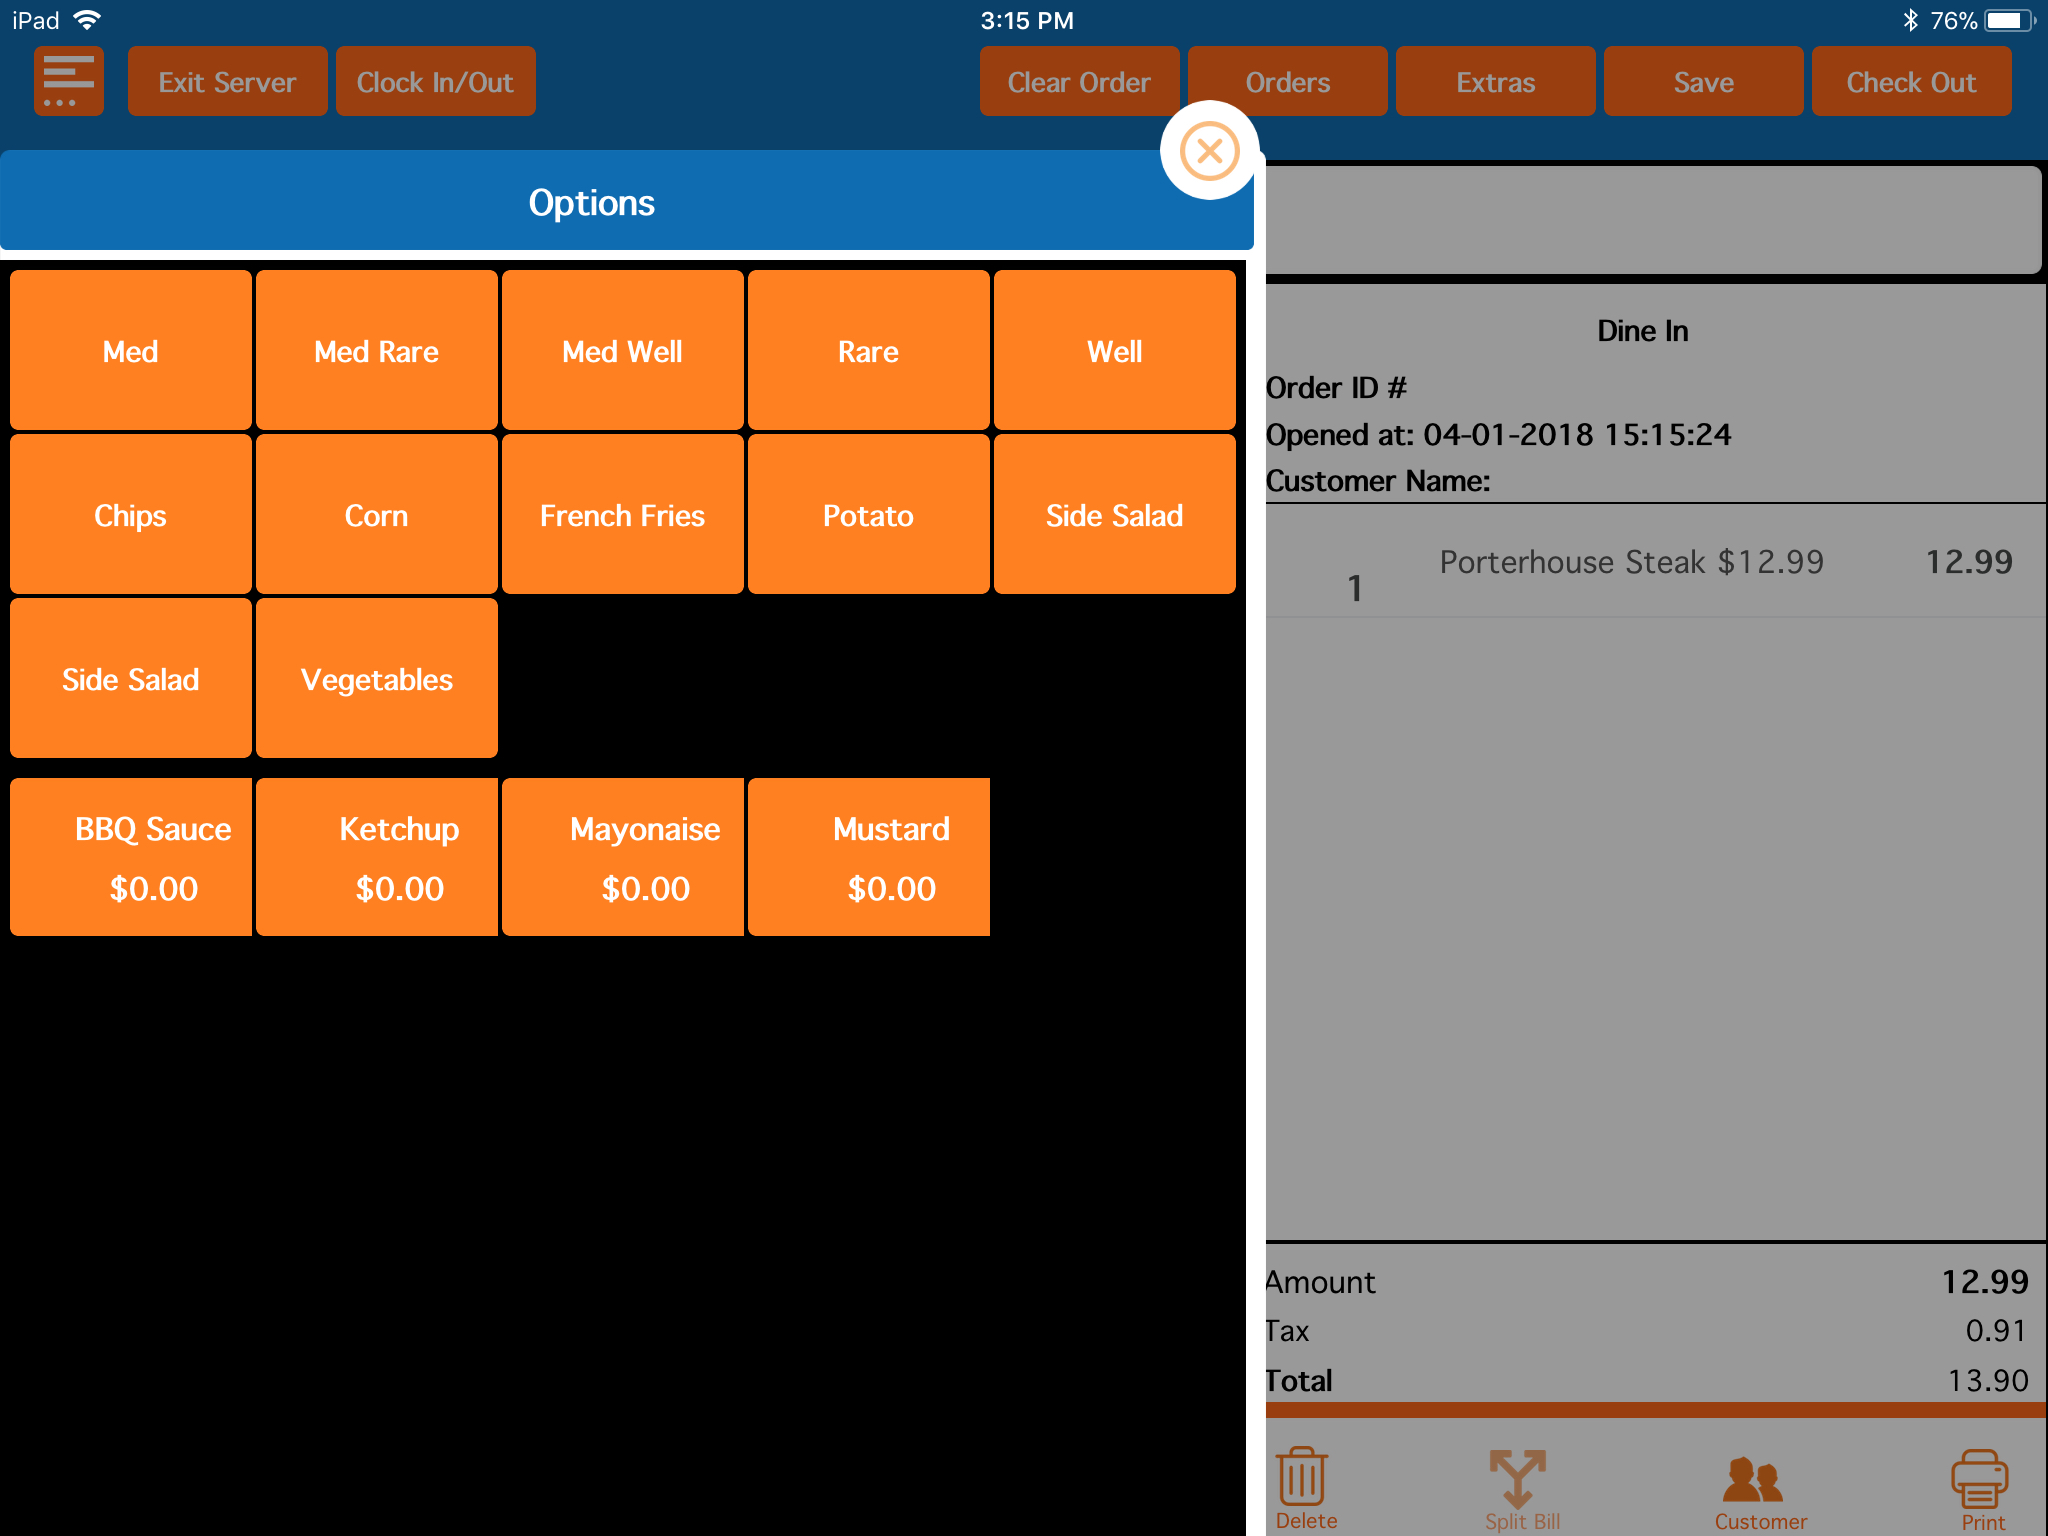 iPad
3:15 PM
76%
Exit Server
Clock In/Out
Clear Order
Orders
Extras
Save
Check Out
Options
Med
Med Rare
Med Well
Rare
Well
Chips
Corn
French Fries
Potato
Side Salad
Side Salad
Vegetables
BBQ Sauce
$0.00
Ketchup
$0.00
Mayonaise
$0.00
Mustard
$0.00
Dine In
Order ID #
Opened at: 04-01-2018 15:15:24
Customer Name:
1 Porterhouse Steak $12.99 12.99
Amount 12.99
Tax 0.91
Total 13.90
Delete
Split Bill
Customer
Print